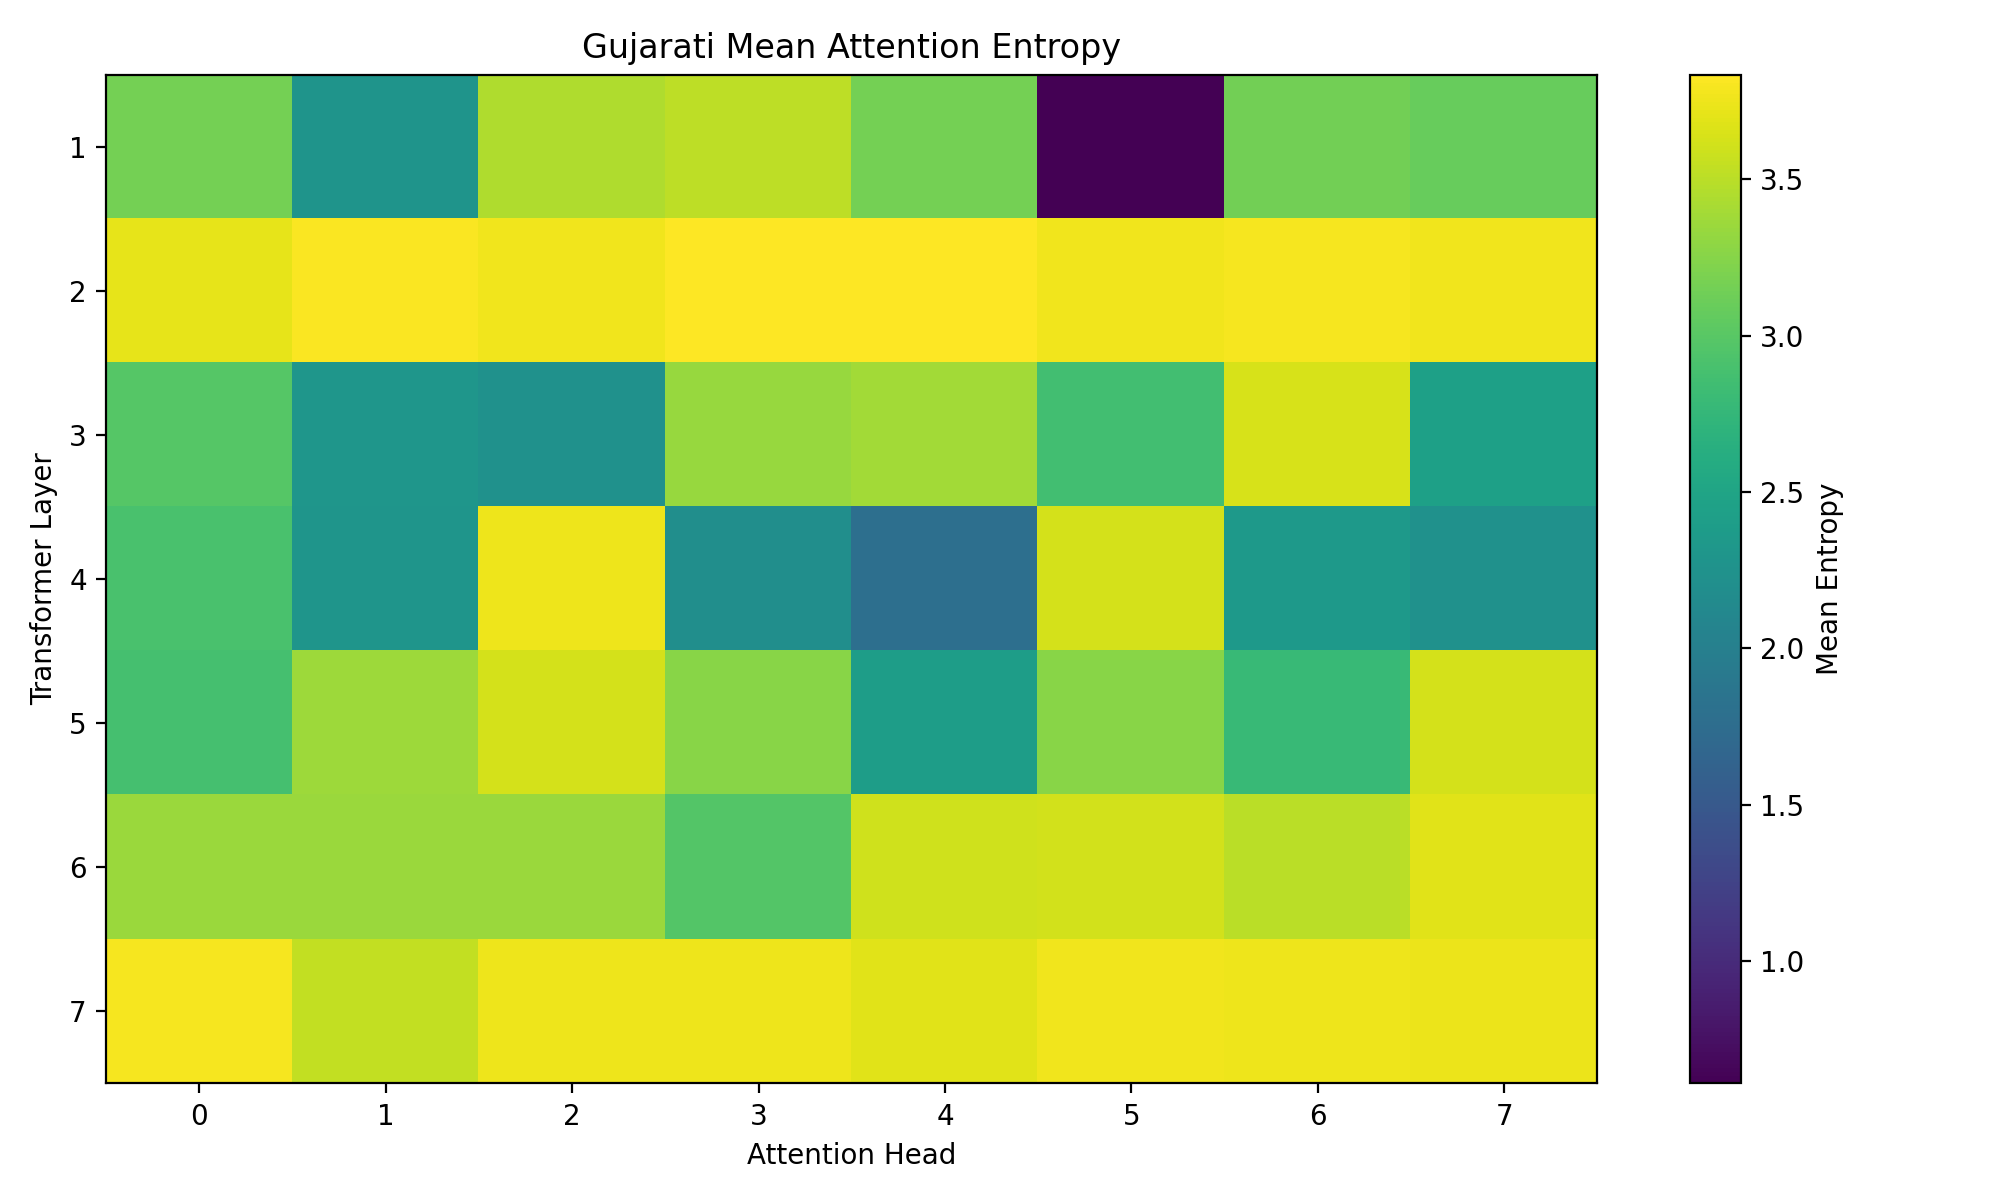 Gujarati Mean Attention Entropy
Transformer Layer
1
2
3
4
5
6
7
0 1 2 3 4 5 6 7
Attention Head
3.5
3.0
2.5
2.0
1.5
1.0
Mean Entropy